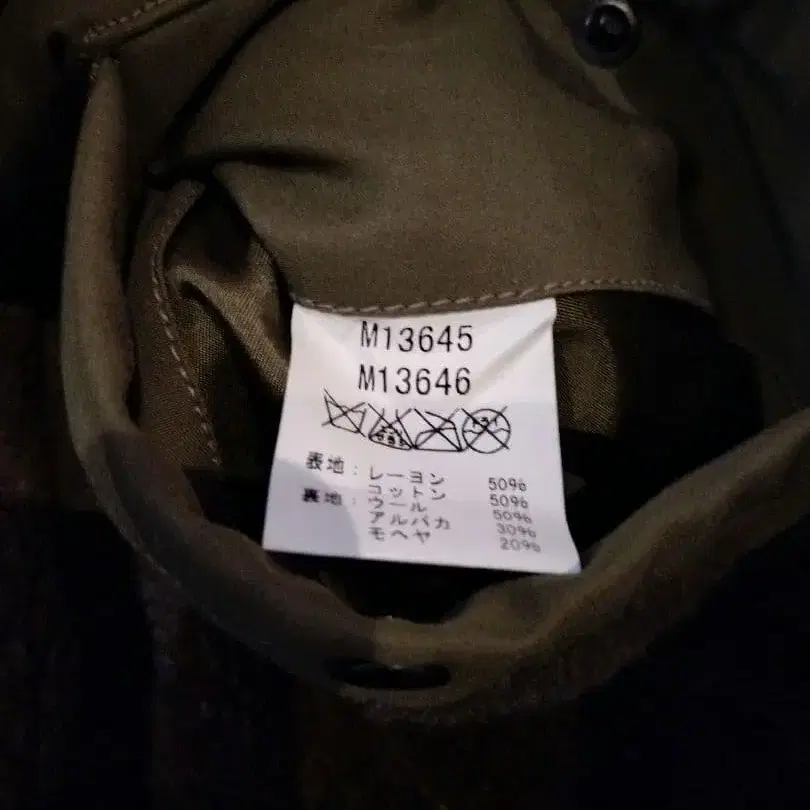 M13645
M13646
表地：レーヨン 50%
コットン 50%
裏地：ウール 50%
アルパカ 30%
モヘヤ 20%